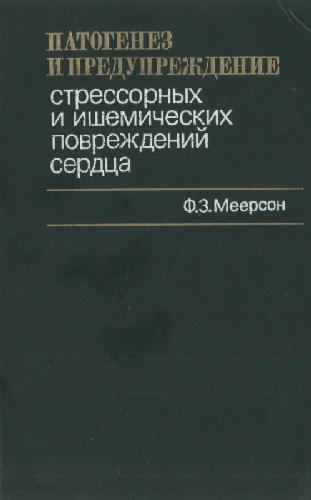 ПАТОГЕНЕЗ
И ПРЕДУПРЕЖДЕНИЕ
стрессорных
и ишемических
повреждений
сердца
Ф.З. Меерсон